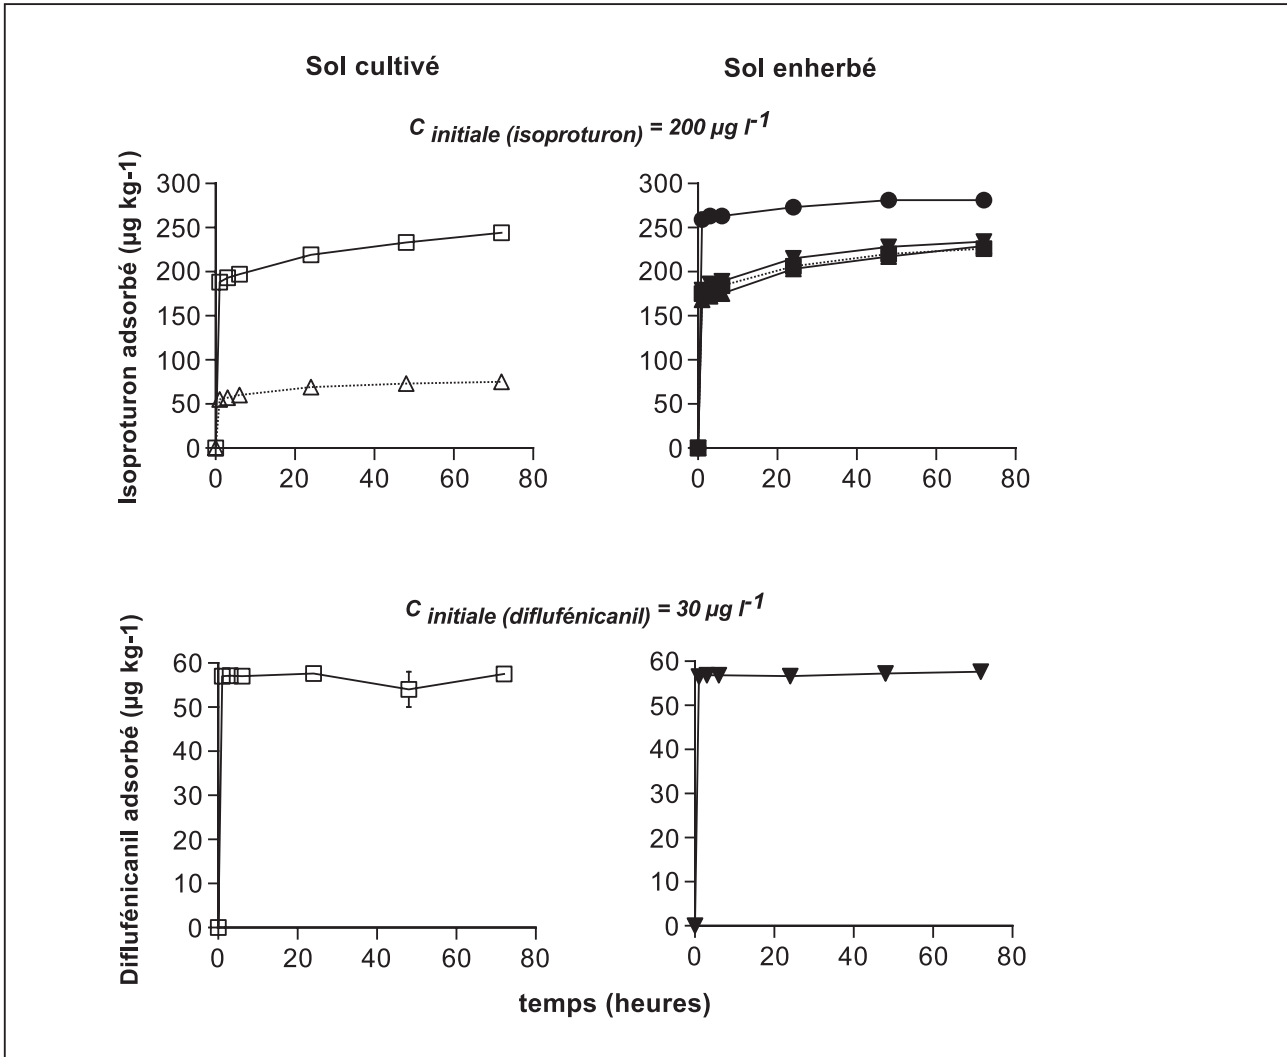 Sol cultivé
Sol enherbé
C initiale (isoproturon) = 200 µg l-1
Isoproturon adsorbé (µg kg-1)
300
250
200
150
100
50
0
0 20 40 60 80
300
250
200
150
100
50
0
0 20 40 60 80
C initiale (diflufénicanil) = 30 µg l-1
Diflufénicanil adsorbé (µg kg-1)
60
50
40
30
20
10
0
0 20 40 60 80
60
50
40
30
20
10
0
0 20 40 60 80
temps (heures)